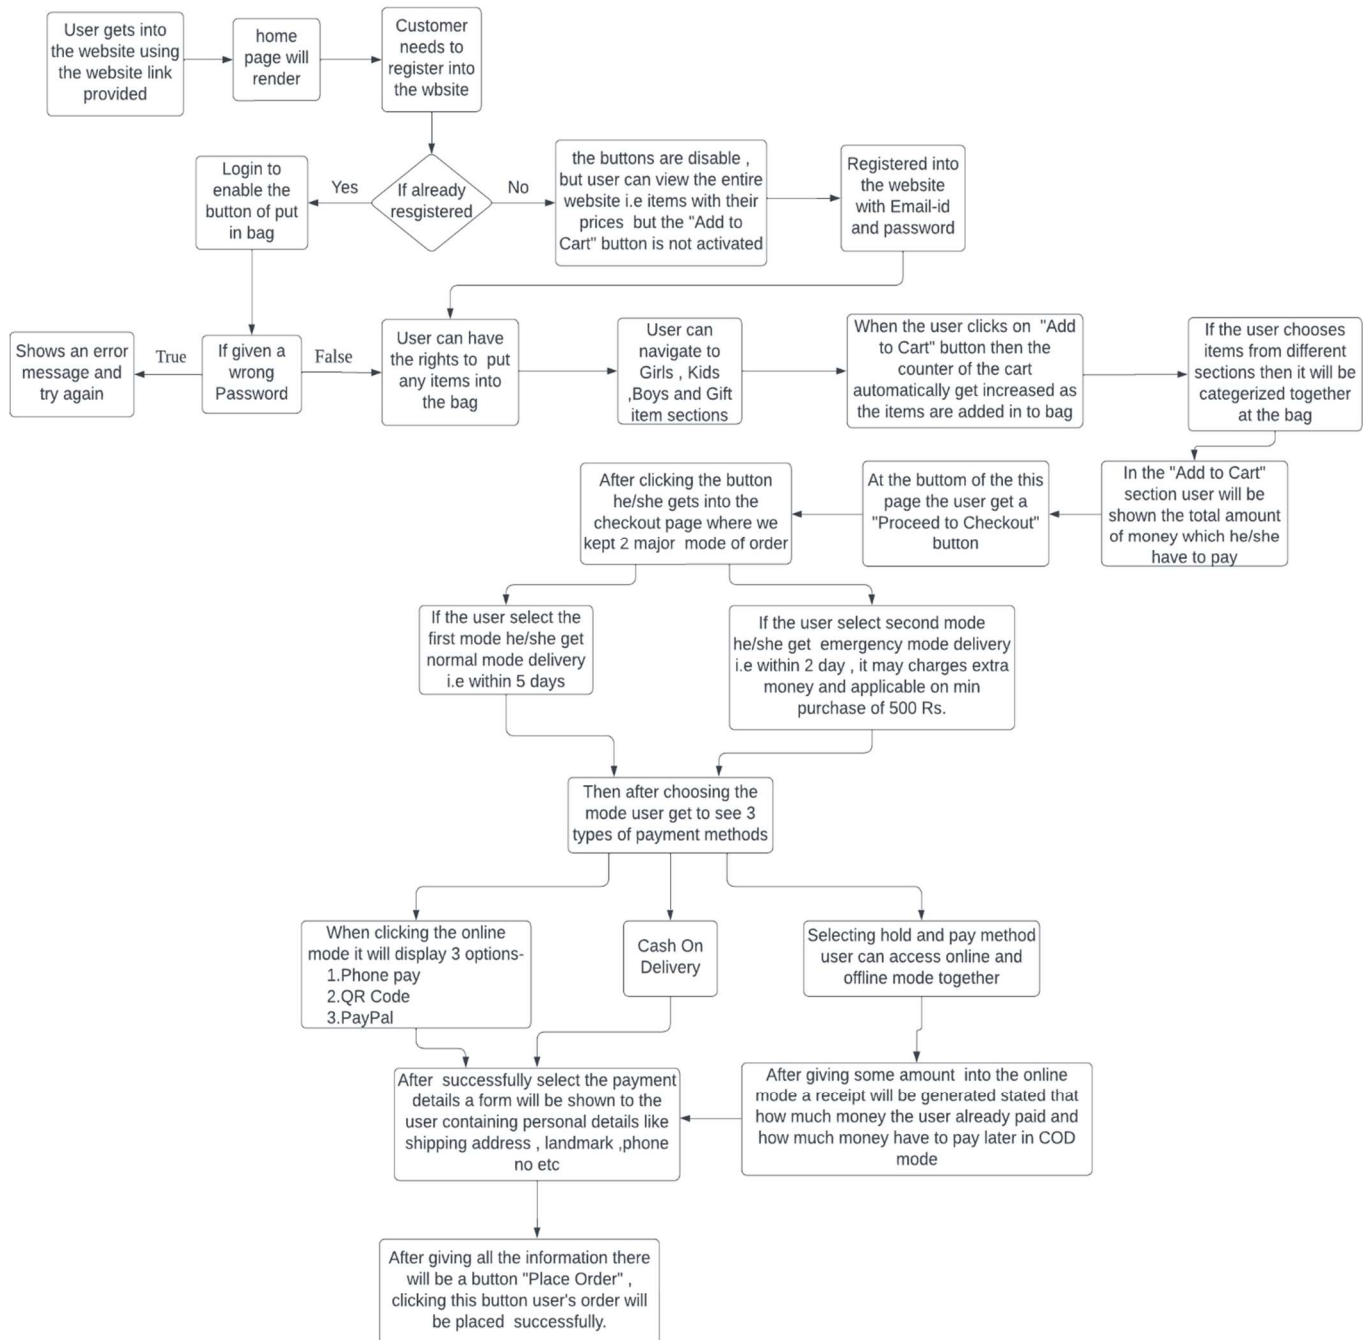 User gets into
the website using
the website link
provided
home
page will
render
Customer
needs to
register into
the wbsite
If already
resgistered
Yes
No
Login to
enable the
button of put
in bag
the buttons are disable ,
but user can view the entire
website i.e items with their
prices but the "Add to
Cart" button is not activated
Registered into
the website
with Email-id
and password
If given a
wrong
Password
True
False
Shows an error
message and
try again
User can have
the rights to put
any items into
the bag
User can
navigate to
Girls , Kids
,Boys and Gift
item sections
When the user clicks on "Add
to Cart" button then the
counter of the cart
automatically get increased as
the items are added in to bag
If the user chooses
items from different
sections then it will be
categerized together
at the bag
In the "Add to Cart"
section user will be
shown the total amount
of money which he/she
have to pay
At the buttom of the this
page the user get a
"Proceed to Checkout"
button
After clicking the button
he/she gets into the
checkout page where we
kept 2 major mode of order
If the user select the
first mode he/she get
normal mode delivery
i.e within 5 days
If the user select second mode
he/she get emergency mode delivery
i.e within 2 day , it may charges extra
money and applicable on min
purchase of 500 Rs.
Then after choosing the
mode user get to see 3
types of payment methods
When clicking the online
mode it will display 3 options-
1.Phone pay
2.QR Code
3.PayPal
Cash On
Delivery
Selecting hold and pay method
user can access online and
offline mode together
After giving some amount into the online
mode a receipt will be generated stated that
how much money the user already paid and
how much money have to pay later in COD
mode
After successfully select the payment
details a form will be shown to the
user containing personal details like
shipping address , landmark ,phone
no etc
After giving all the information there
will be a button "Place Order" ,
clicking this button user's order will
be placed successfully.